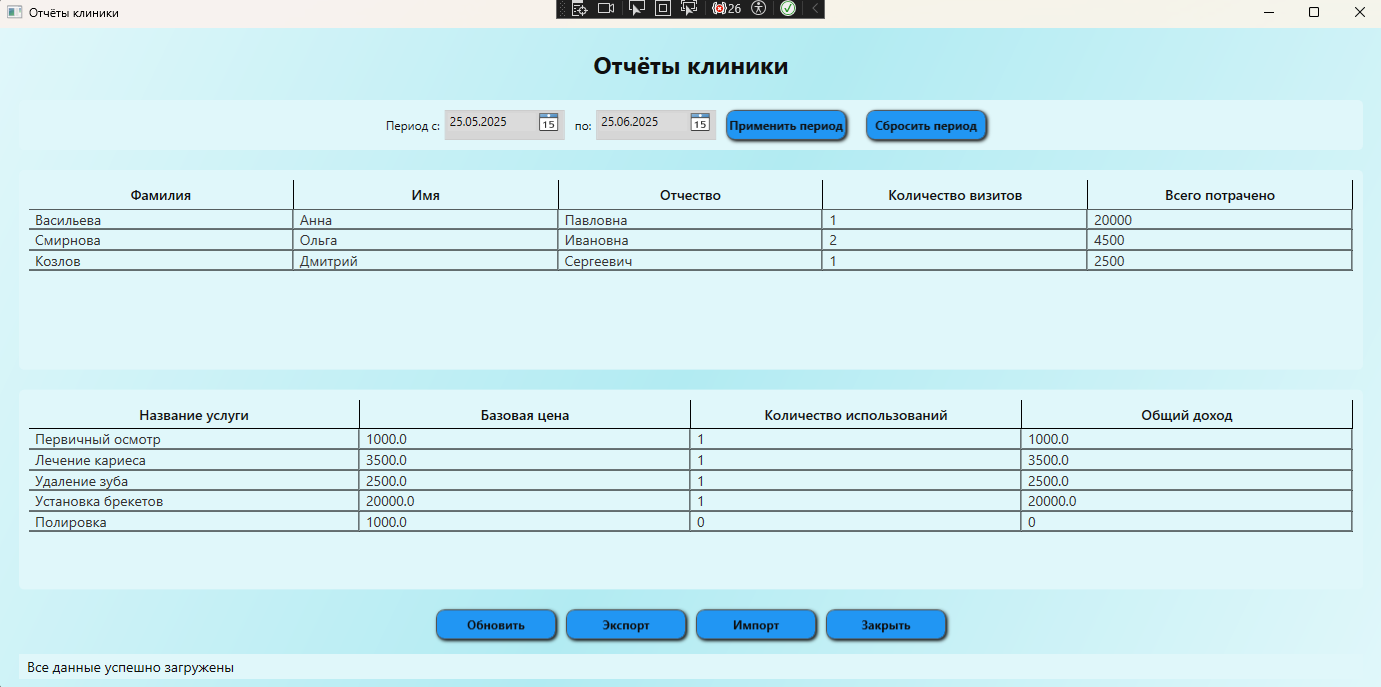 Отчёты клиники
26
Отчёты клиники
Период с: 25.05.2025 15 по: 25.06.2025 15 Применить период Сбросить период
Фамилия Имя Отчество Количество визитов Всего потрачено
Васильева Анна Павловна 1 20000
Смирнова Ольга Ивановна 2 4500
Козлов Дмитрий Сергеевич 1 2500
Название услуги Базовая цена Количество использований Общий доход
Первичный осмотр 1000.0 1 1000.0
Лечение кариеса 3500.0 1 3500.0
Удаление зуба 2500.0 1 2500.0
Установка брекетов 20000.0 1 20000.0
Полировка 1000.0 0 0
Обновить Экспорт Импорт Закрыть
Все данные успешно загружены